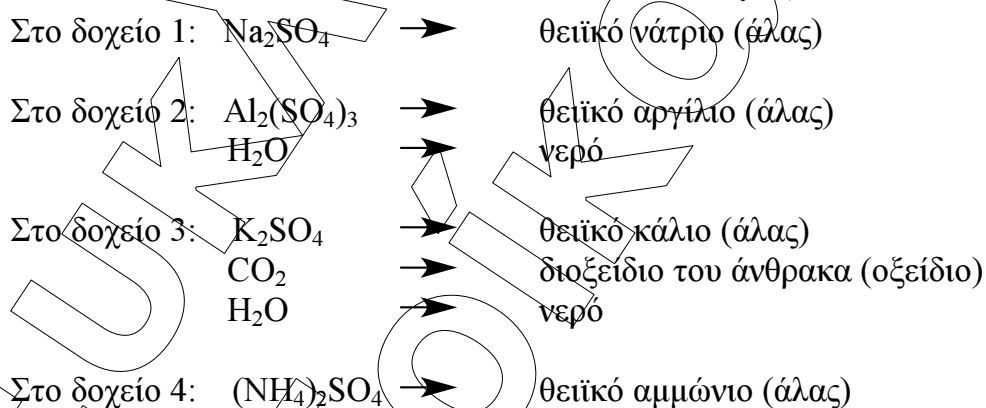 Στο δοχείο 1: Na₂SO₄ → θειϊκό νάτριο (άλας)
Στο δοχείο 2: Al₂(SO₄)₃ → θειϊκό αργίλιο (άλας)
H₂O → νερό
Στο δοχείο 3: K₂SO₄ → θειϊκό κάλιο (άλας)
CO₂ → διοξείδιο του άνθρακα (οξείδιο)
H₂O → νερό
Στο δοχείο 4: (NH₄)₂SO₄ → θειϊκό αμμώνιο (άλας)